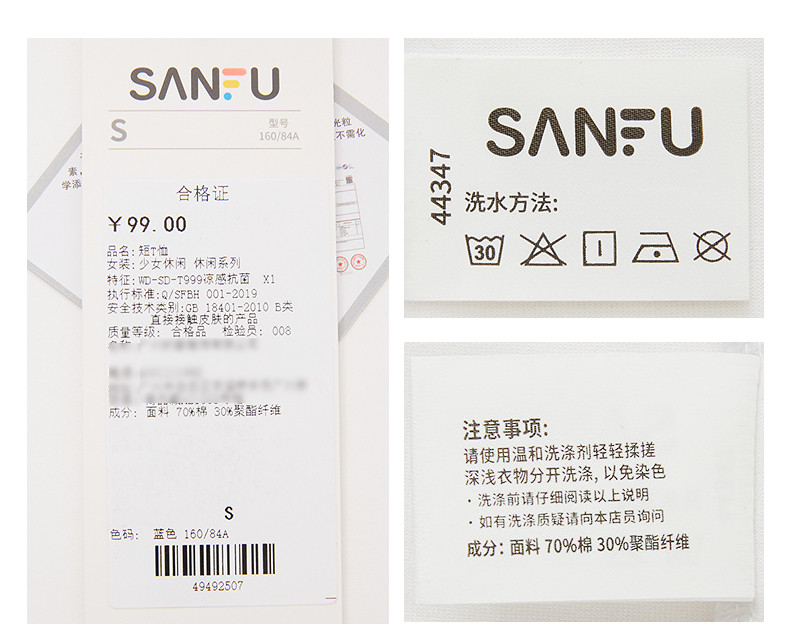 SANFU
S
型号
160/84A
光粒
不需化
素,
学添
合格证
￥99.00
品名:短T恤
女装:少女休闲 休闲系列
特征:WD-SD-T999凉感抗菌 X1
执行标准:Q/SFBH 001-2019
安全技术类别:GB 18401-2010 B类
直接接触皮肤的产品
质量等级: 合格品 检验员: 008
成分: 面料 70%棉 30%聚酯纤维
S
色码: 蓝色 160/84A
49492507
SANFU
44347
洗水方法:
30
注意事项:
请使用温和洗涤剂轻轻揉搓
深浅衣物分开洗涤, 以免染色
·洗涤前请仔细阅读以上说明
·如有洗涤质疑请向本店员询问
成分: 面料 70%棉 30%聚酯纤维